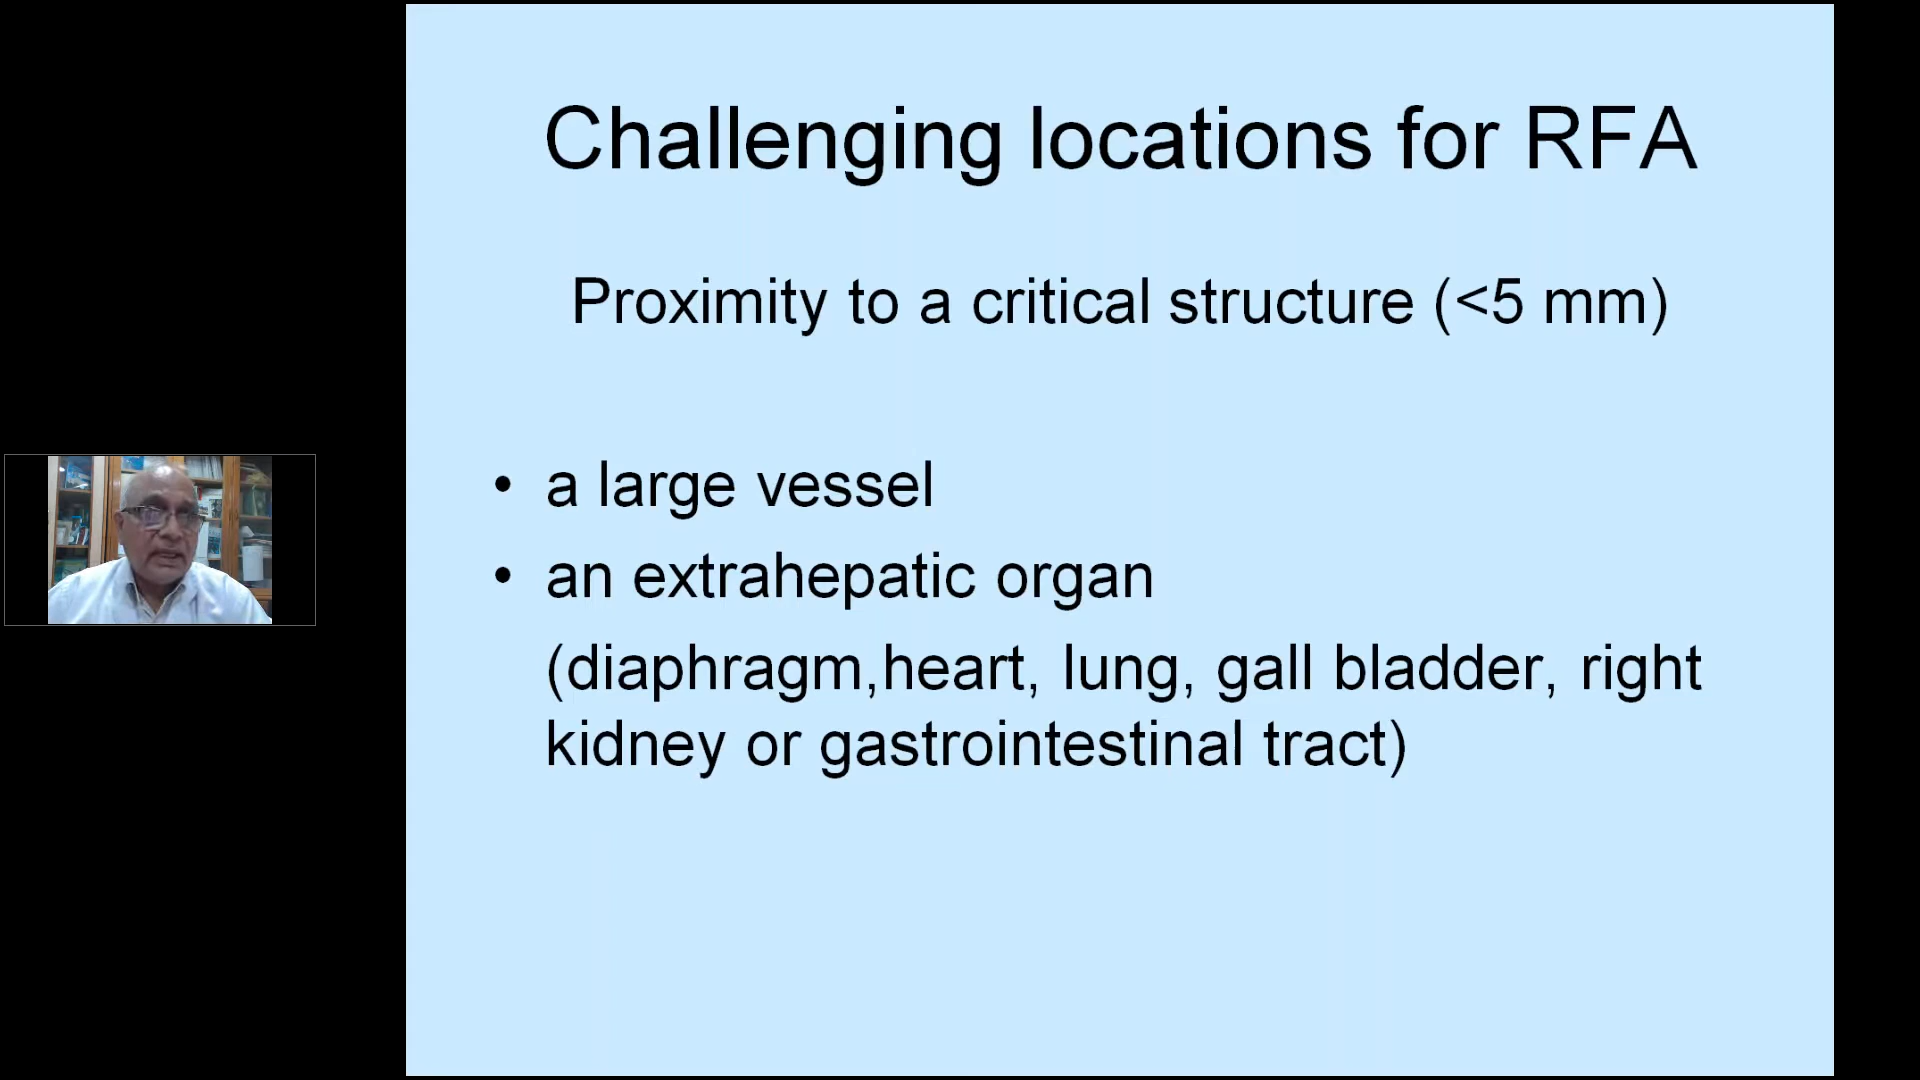 Challenging locations for RFA
Proximity to a critical structure (<5 mm)
• a large vessel
• an extrahepatic organ
(diaphragm,heart, lung, gall bladder, right
kidney or gastrointestinal tract)